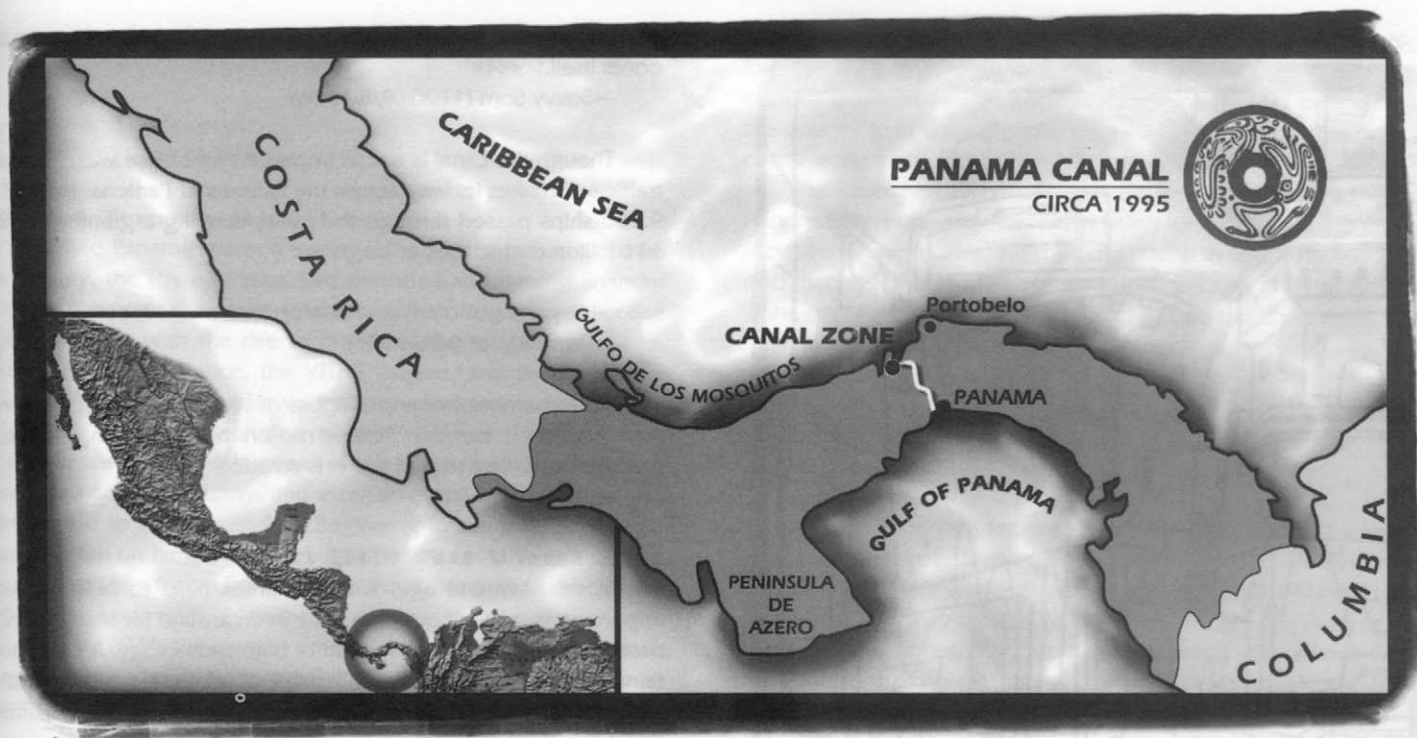 COSTA RICA
CARIBBEAN SEA
PANAMA CANAL
CIRCA 1995
GULFO DE LOS MOSQUITOS
CANAL ZONE
Portobelo
PANAMA
GULF OF PANAMA
PENINSULA
DE
AZERO
COLUMBIA